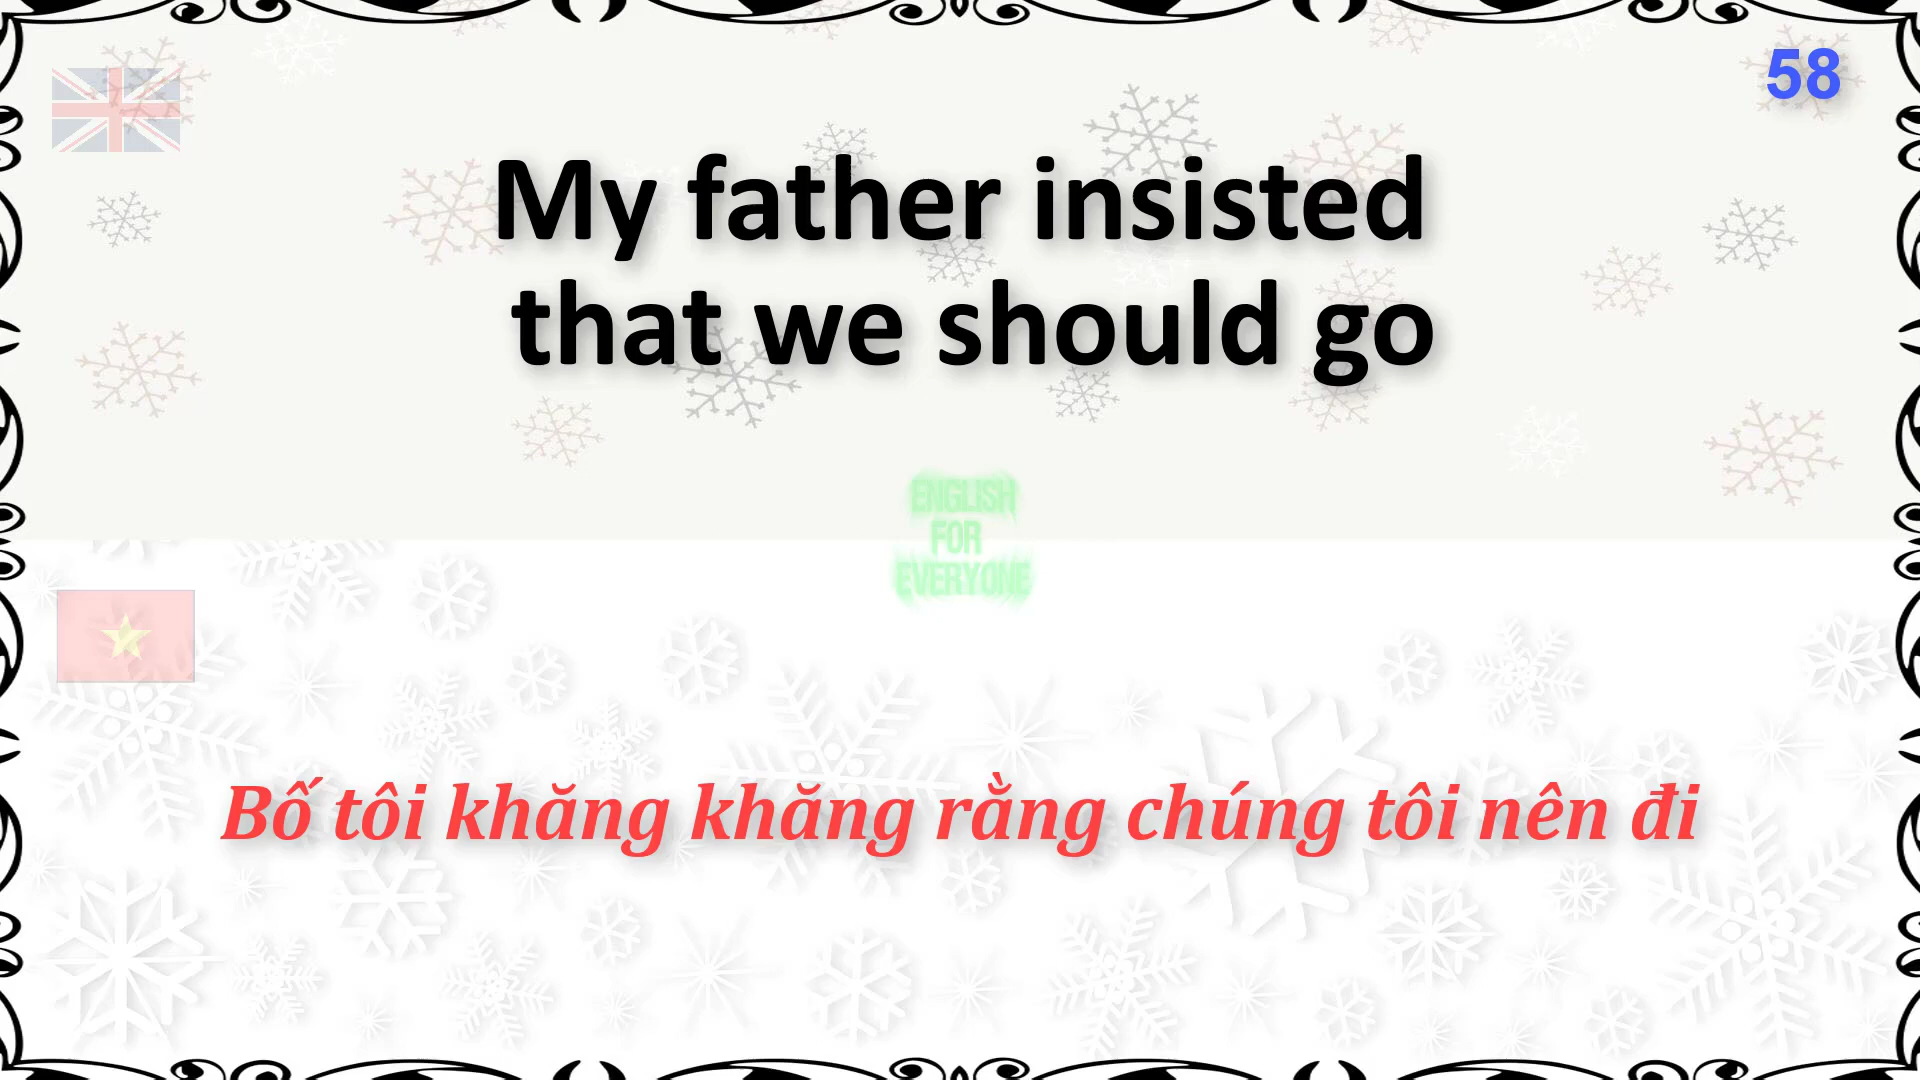 58
My father insisted
that we should go
ENGLISH
FOR
EVERYONE
Bố tôi khăng khăng rằng chúng tôi nên đi